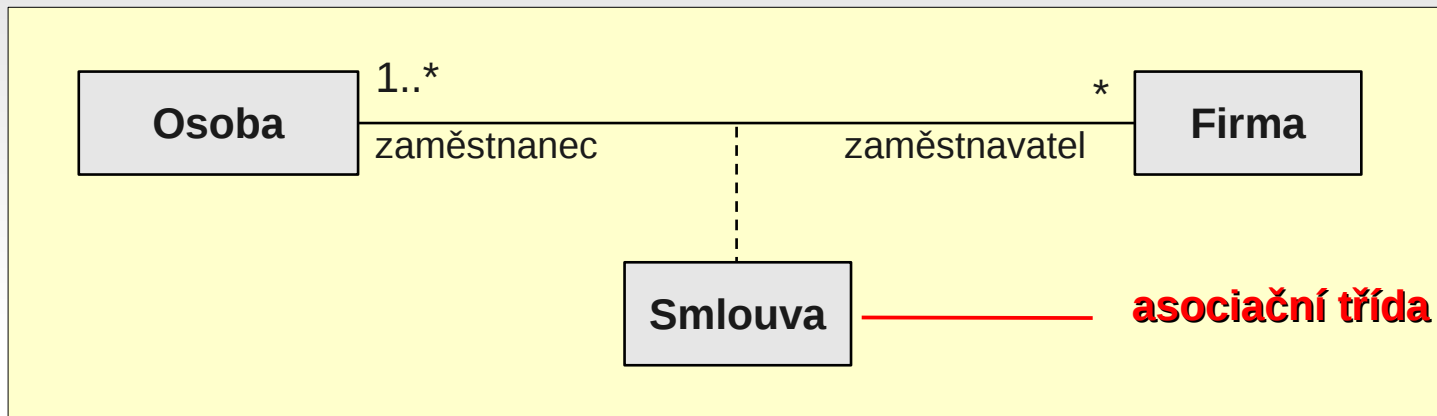 1..*
*
Osoba
Firma
zaměstnanec
zaměstnavatel
Smlouva
asociační třída